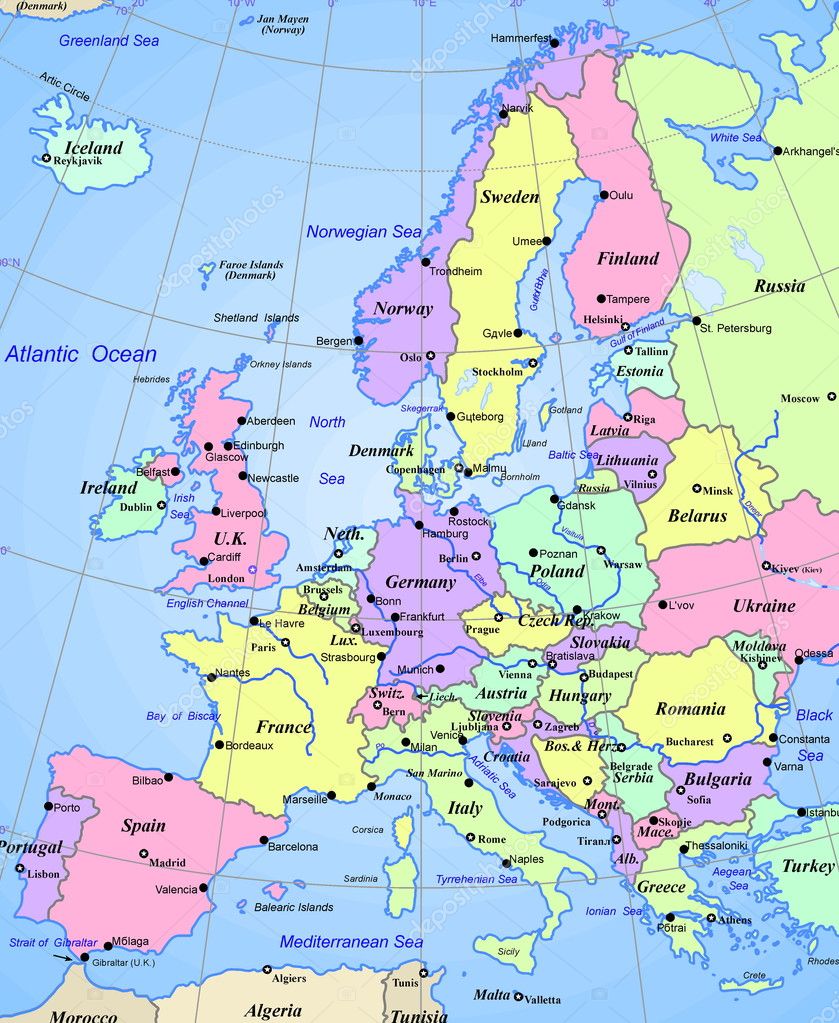 (Denmark)
70°N
10°W
0°
10°E
20°E
30°
40°
Jan Mayen
(Norway)
Greenland Sea
Hammerfest
Artic Circle
Narvik
White Sea
Arkhangel's
Iceland
Reykjavik
Sweden
Oulu
Norwegian Sea
Umee
Finland
Faroe Islands
(Denmark)
Trondheim
Gulf of Bothnia
Russia
Norway
Tampere
Shetland Islands
Helsinki
Gulf of Finland
St. Petersburg
Bergen
Gдvle
Atlantic Ocean
Oslo
Tallinn
Orkney Islands
Stockholm
Estonia
Hebrides
Moscow
Skegerrak
Gotland
Aberdeen
North
Guteborg
Riga
Latvia
Edinburgh
Glascow
Denmark
Цland
Baltic Sea
Lithuania
Belfast
Copenhagen
Malmу
Bornholm
Newcastle
Sea
Vilnius
Ireland
Russia
Minsk
Irish
Sea
Dublin
Gdansk
Belarus
Liverpool
Rostock
Hamburg
Visitula
Dnepr
Neth.
U.K.
Cardiff
Amsterdam
Berlin
Poznan
Warsaw
Poland
Kiyev (Kiev)
London
Germany
Elbe
Odra
Brussels
Belgium
English Channel
Bonn
Krakow
L'vov
Ukraine
Le Havre
Frankfurt
Prague
Czech Rep.
Lux.
Luxembourg
Paris
Slovakia
Moldova
Kishinev
Odessa
Strasbourg
Bratislava
Nantes
Munich
Vienna
Budapest
Switz.
Liech.
Austria
Hungary
Bern
Romania
Bay of Biscay
France
Slovenia
Ljubljana
Zagreb
Black
Sea
Bordeaux
Venice
Milan
Po
Croatia
Bos.& Herz.
Bucharest
Constanta
Belgrade
Serbia
Varna
San Marino
Adriatic Sea
Sarajevo
Bulgaria
Sofia
Bilbao
Marseille
Monaco
Porto
Italy
Mont.
Podgorica
Skopje
Mace.
Istanbu
Spain
Corsica
Rome
Tiranл
Portugal
Madrid
Barcelona
Alb.
Thessaloniki
Naples
Lisbon
Sardinia
Tyrrehenian Sea
Greece
Aegean
Sea
Turkey
Valencia
Balearic Islands
Ionian Sea
Athens
Pбtrai
Strait of Gibraltar
Mбlaga
Mediterranean Sea
Sicily
Gibraltar (U.K.)
Rhodes
Algiers
Tunis
Crete
Malta
Valletta
Morocco
Algeria
Tunisia
depositphotos